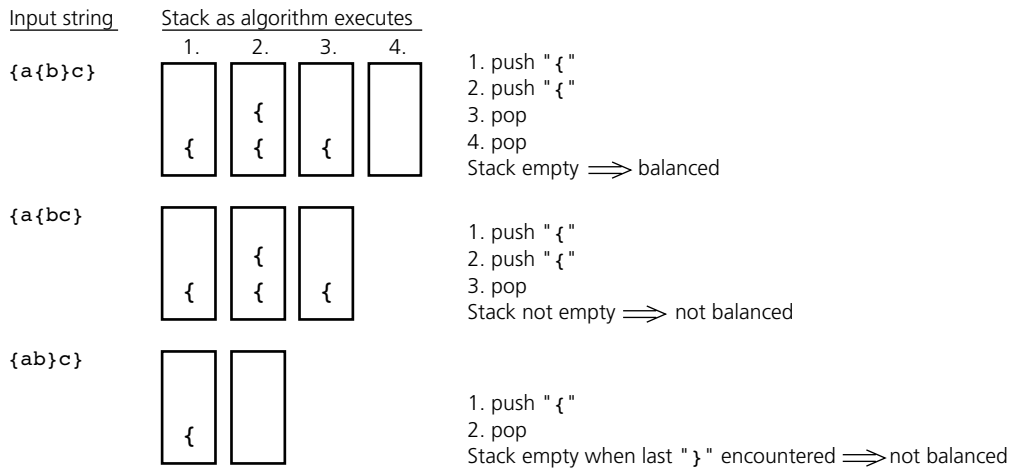 Input string Stack as algorithm executes
1. 2. 3. 4.
{a{b}c}
{
{ { {
1. push "{"
2. push "{"
3. pop
4. pop
Stack empty ⟹ balanced
{a{bc}
{
{ { {
1. push "{"
2. push "{"
3. pop
Stack not empty ⟹ not balanced
{ab}c}
{
1. push "{"
2. pop
Stack empty when last "}" encountered ⟹ not balanced